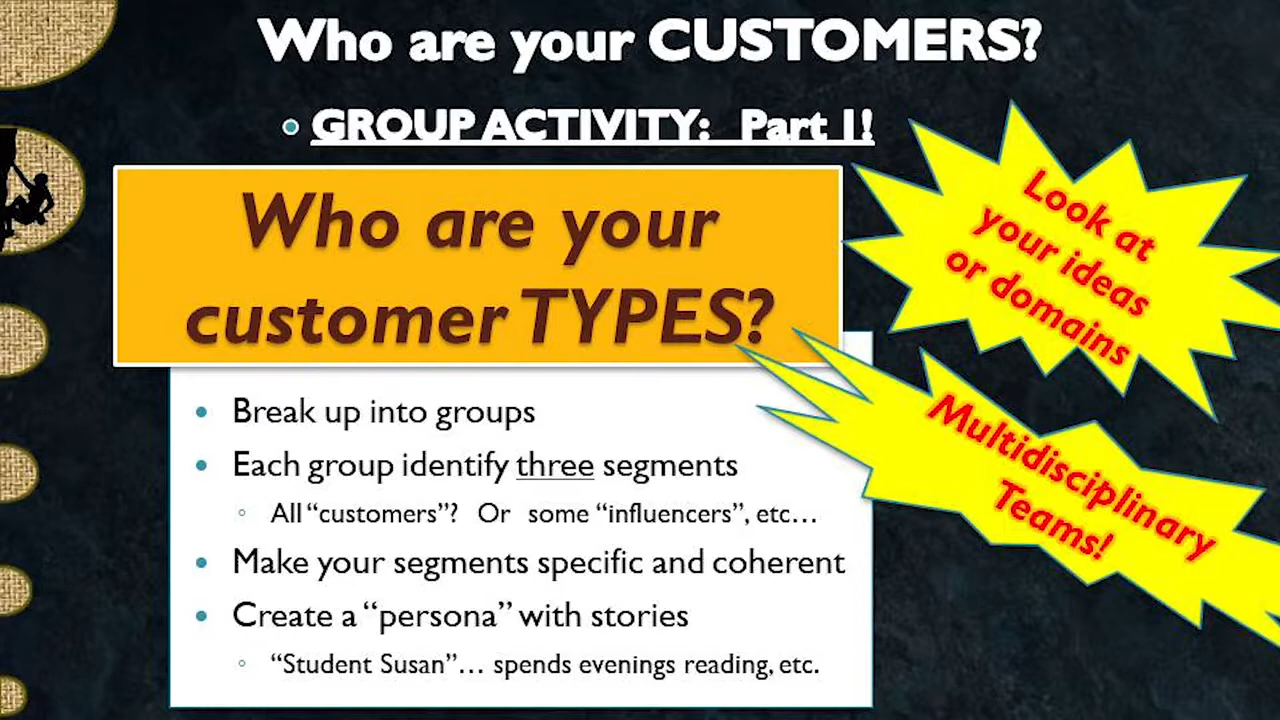 Who are your CUSTOMERS?
GROUP ACTIVITY: Part 1!
Who are your
customer TYPES?
Look at
your ideas
or domains
Multidisciplinary
Teams!
• Break up into groups
• Each group identify three segments
◦ All “customers”? Or some “influencers”, etc…
• Make your segments specific and coherent
• Create a “persona” with stories
◦ “Student Susan”… spends evenings reading, etc.